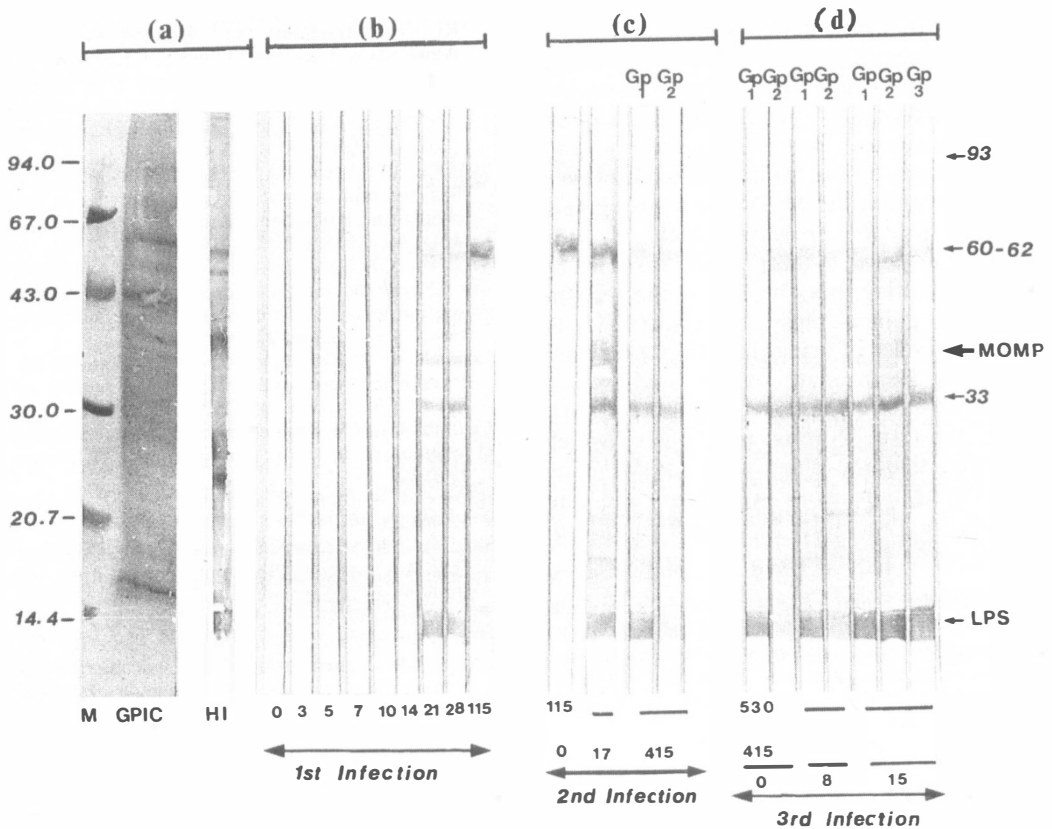 (a) (b) (c) (d)
Gp 1 Gp 2 Gp 1 Gp 2 Gp 1 Gp 2 Gp 1 Gp 2 Gp 3
94.0
67.0
43.0
30.0
20.7
14.4
93
60-62
MOMP
33
LPS
M GPIC HI 0 3 5 7 10 14 21 28 115
1st Infection
115
0 17 415
2nd Infection
530
415
0 8 15
3rd Infection